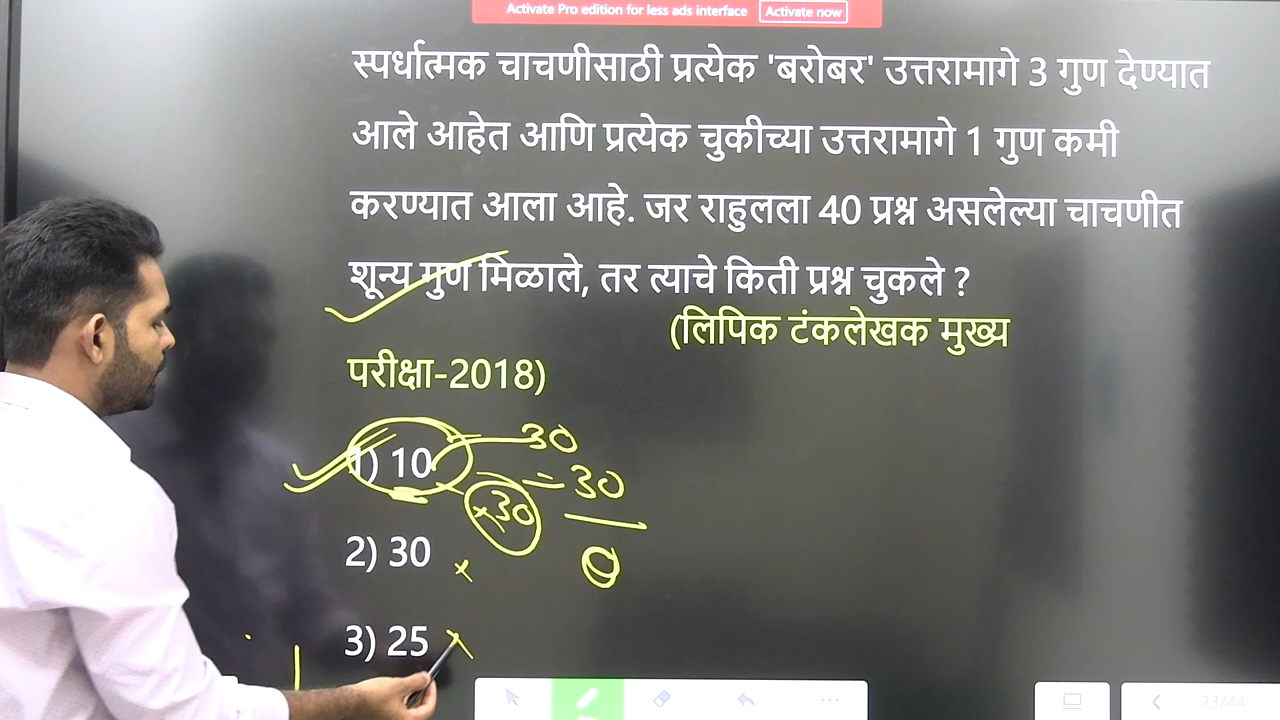 Activate Pro edition for less ads interface Activate now
स्पर्धात्मक चाचणीसाठी प्रत्येक 'बरोबर' उत्तरामागे 3 गुण देण्यात
आले आहेत आणि प्रत्येक चुकीच्या उत्तरामागे 1 गुण कमी
करण्यात आला आहे. जर राहुलला 40 प्रश्न असलेल्या चाचणीत
शून्य गुण मिळाले, तर त्याचे किती प्रश्न चुकले ?
(लिपिक टंकलेखक मुख्य
परीक्षा-2018)
1) 10 30
30
30
0
2) 30 ×
3) 25 ×
23/44